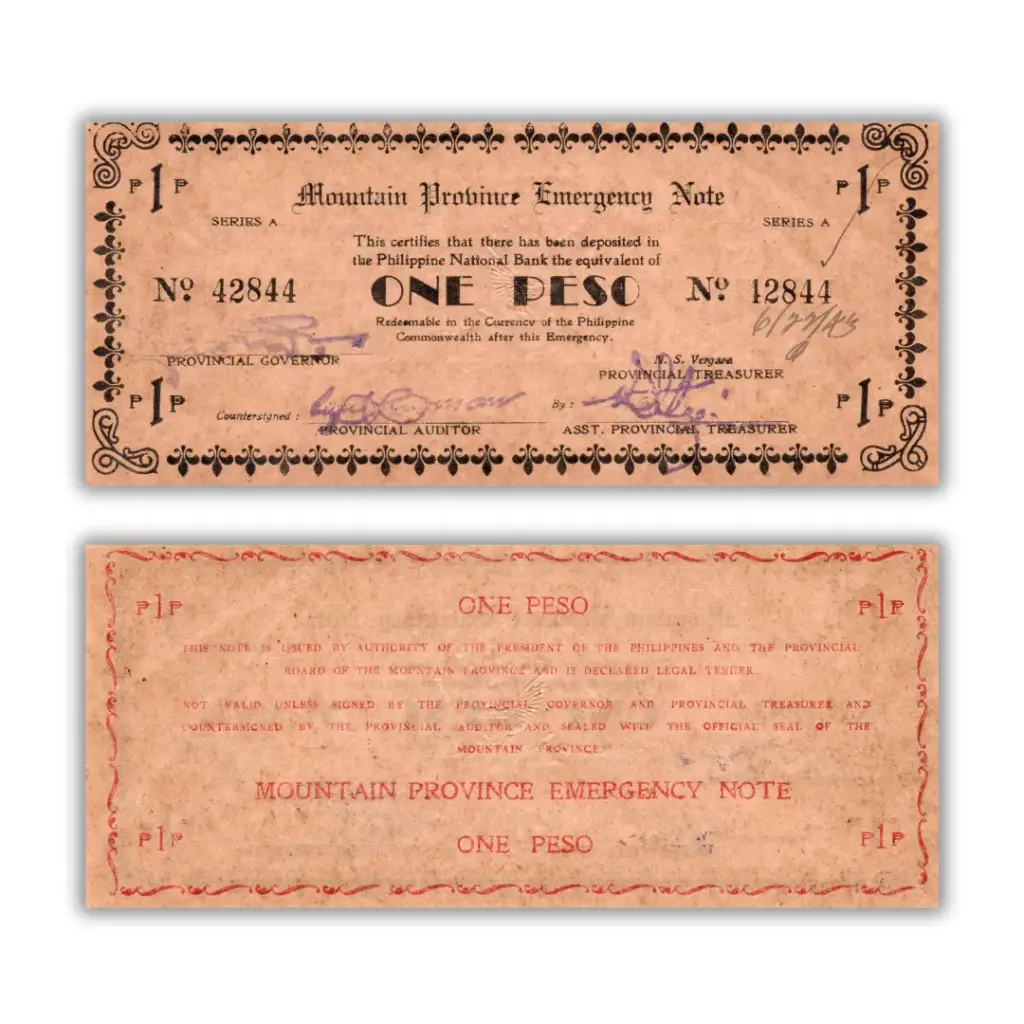 ₱ 1 ₱
₱ 1 ₱
Mountain Province Emergency Note
SERIES A
SERIES A
This certifies that there has been deposited in
the Philippine National Bank the equivalent of
Nº 42844
ONE PESO
Nº 12844
Redeemable in the Currency of the Philippine
Commonwealth after this Emergency.
6/22/43
PROVINCIAL GOVERNOR
N. S. Vergara
PROVINCIAL TREASURER
₱ 1 ₱
₱ 1 ₱
Countersigned :
By :
PROVINCIAL AUDITOR
ASST. PROVINCIAL TREASURER
₱1₱
ONE PESO
₱1₱
THIS NOTE IS ISSUED BY AUTHORITY OF THE PRESIDENT OF THE PHILIPPINES AND THE PROVINCIAL
BOARD OF THE MOUNTAIN PROVINCE AND IS DECLARED LEGAL TENDER.
NOT VALID UNLESS SIGNED BY THE PROVINCIAL GOVERNOR AND PROVINCIAL TREASURER AND
COUNTERSIGNED BY THE PROVINCIAL AUDITOR AND SEALED WITH THE OFFICIAL SEAL OF THE
MOUNTAIN PROVINCE.
MOUNTAIN PROVINCE EMERGENCY NOTE
₱1₱
ONE PESO
₱1₱